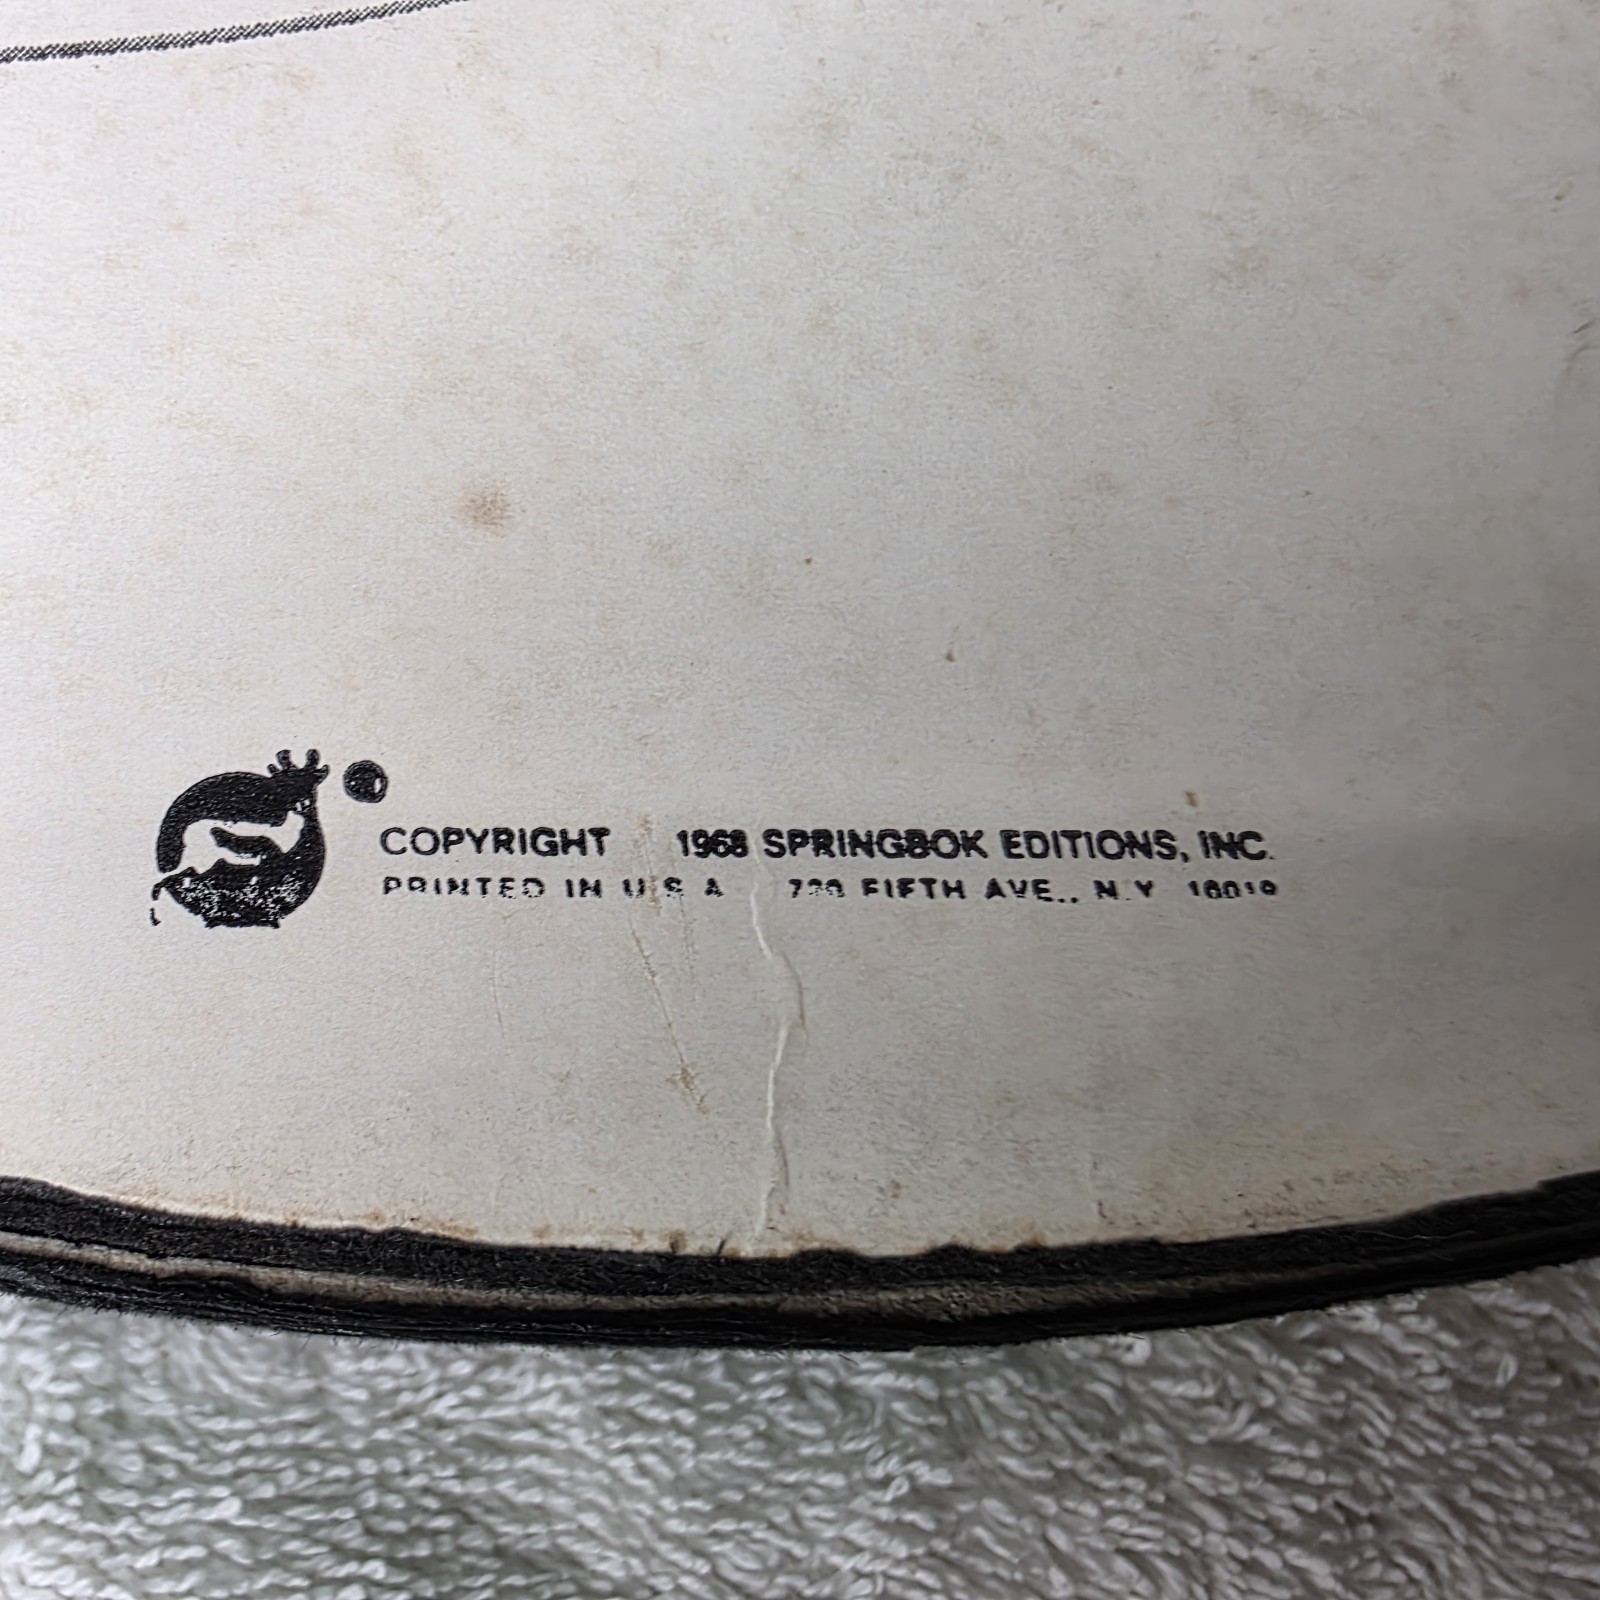 COPYRIGHT 1968 SPRINGBOK EDITIONS, INC.
PRINTED IN U S A FIFTH AVE., N.Y.